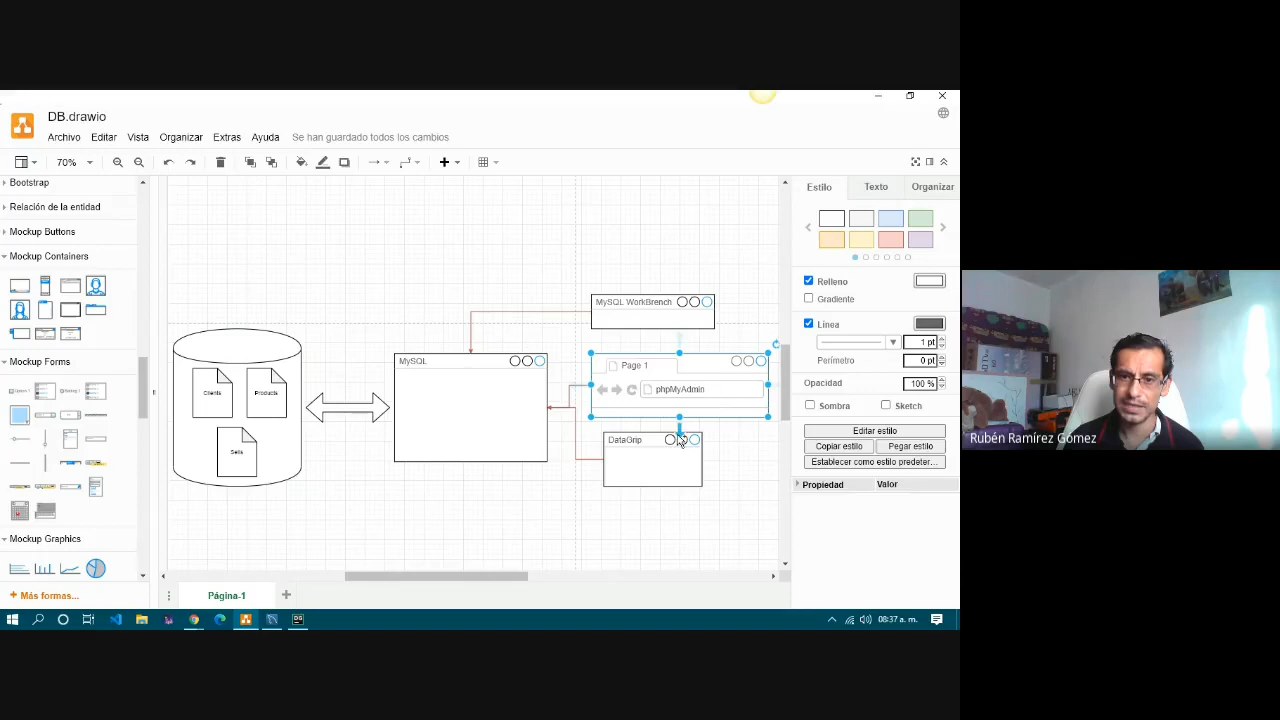 DB.drawio
Archivo Editar Vista Organizar Extras Ayuda Se han guardado todos los cambios
70%
Bootstrap
Relación de la entidad
Mockup Buttons
Mockup Containers
Mockup Forms
Mockup Graphics
+ Más formas...
Clients
Products
Sells
MySQL
MySQL WorkBrench
Page 1
phpMyAdmin
DataGrip
Página-1
Estilo Texto Organizar
Relleno
Gradiente
Línea
1 pt
Perímetro 0 pt
Opacidad 100 %
Sombra Sketch
Editar estilo
Copiar estilo Pegar estilo
Establecer como estilo predeter...
Propiedad Valor
08:37 a. m.
Rubén Ramírez Gómez